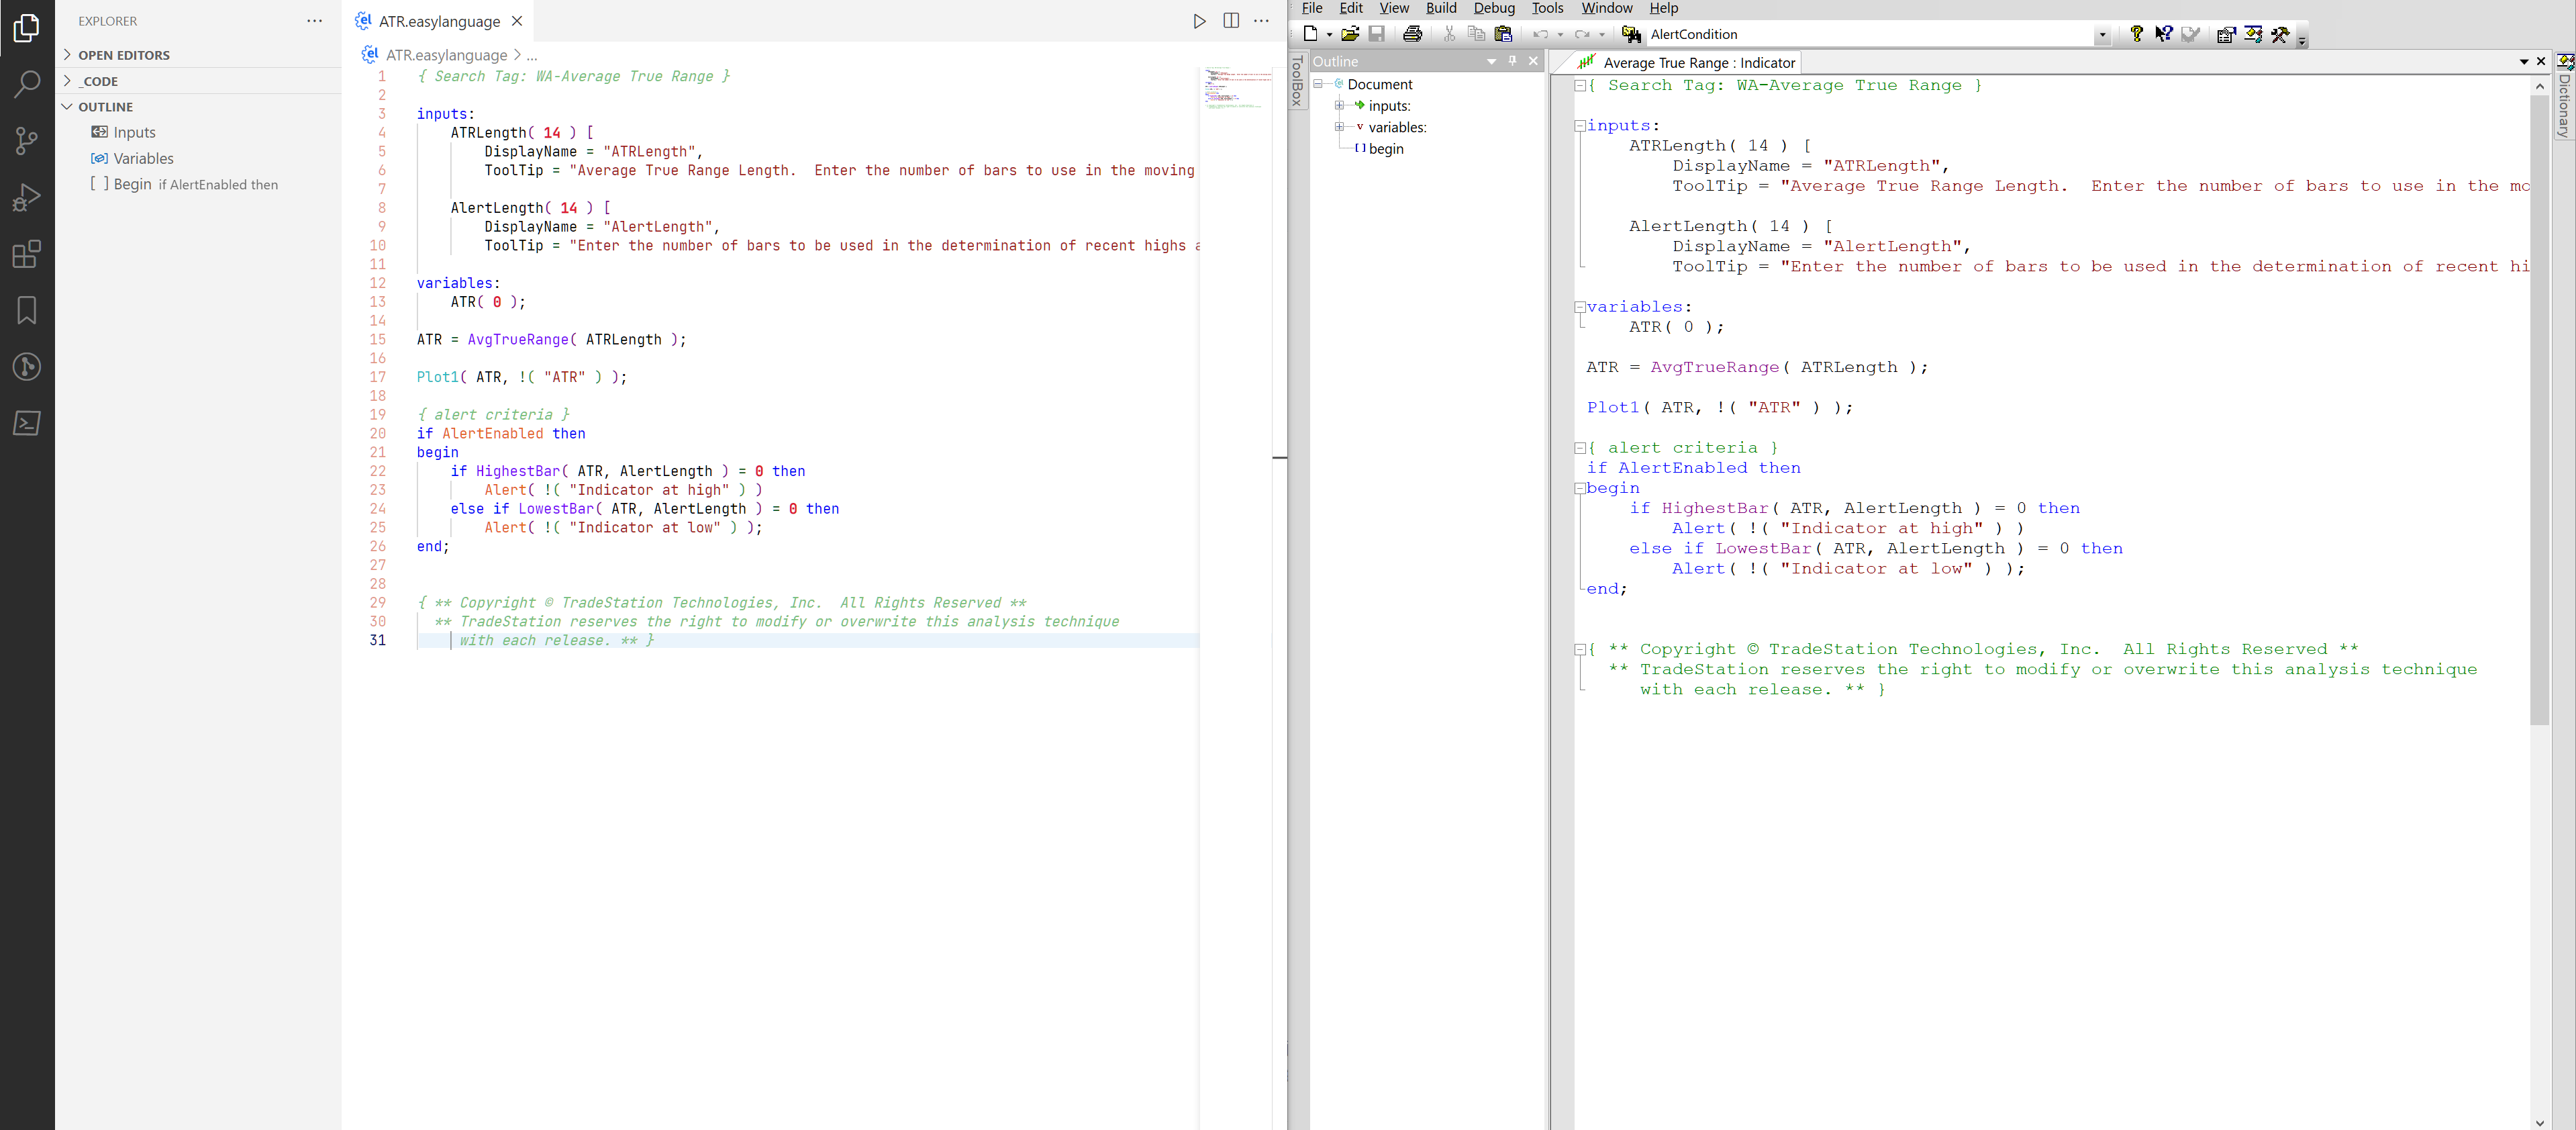 EXPLORER
OPEN EDITORS
_CODE
OUTLINE
Inputs
Variables
Begin if AlertEnabled then
ATR.easylanguage
ATR.easylanguage > ...
1 { Search Tag: WA-Average True Range }
2
3 inputs:
4 ATRLength( 14 ) [
5 DisplayName = "ATRLength",
6 ToolTip = "Average True Range Length.  Enter the number of bars to use in the moving
7
8 AlertLength( 14 ) [
9 DisplayName = "AlertLength",
10 ToolTip = "Enter the number of bars to be used in the determination of recent highs a
11
12 variables:
13 ATR( 0 );
14
15 ATR = AvgTrueRange( ATRLength );
16
17 Plot1( ATR, !( "ATR" ) );
18
19 { alert criteria }
20 if AlertEnabled then
21 begin
22 if HighestBar( ATR, AlertLength ) = 0 then
23 Alert( !( "Indicator at high" ) )
24 else if LowestBar( ATR, AlertLength ) = 0 then
25 Alert( !( "Indicator at low" ) );
26 end;
27
28
29 { ** Copyright © TradeStation Technologies, Inc.  All Rights Reserved **
30 ** TradeStation reserves the right to modify or overwrite this analysis technique
31 with each release. ** }
File Edit View Build Debug Tools Window Help
AlertCondition
ToolBox
Outline
Document
inputs:
variables:
begin
Average True Range : Indicator
Dictionary
{ Search Tag: WA-Average True Range }
inputs:
ATRLength( 14 ) [
DisplayName = "ATRLength",
ToolTip = "Average True Range Length.  Enter the number of bars to use in the mo
AlertLength( 14 ) [
DisplayName = "AlertLength",
ToolTip = "Enter the number of bars to be used in the determination of recent hi
variables:
ATR( 0 );
ATR = AvgTrueRange( ATRLength );
Plot1( ATR, !( "ATR" ) );
{ alert criteria }
if AlertEnabled then
begin
if HighestBar( ATR, AlertLength ) = 0 then
Alert( !( "Indicator at high" ) )
else if LowestBar( ATR, AlertLength ) = 0 then
Alert( !( "Indicator at low" ) );
end;
{ ** Copyright © TradeStation Technologies, Inc.  All Rights Reserved **
** TradeStation reserves the right to modify or overwrite this analysis technique
with each release. ** }